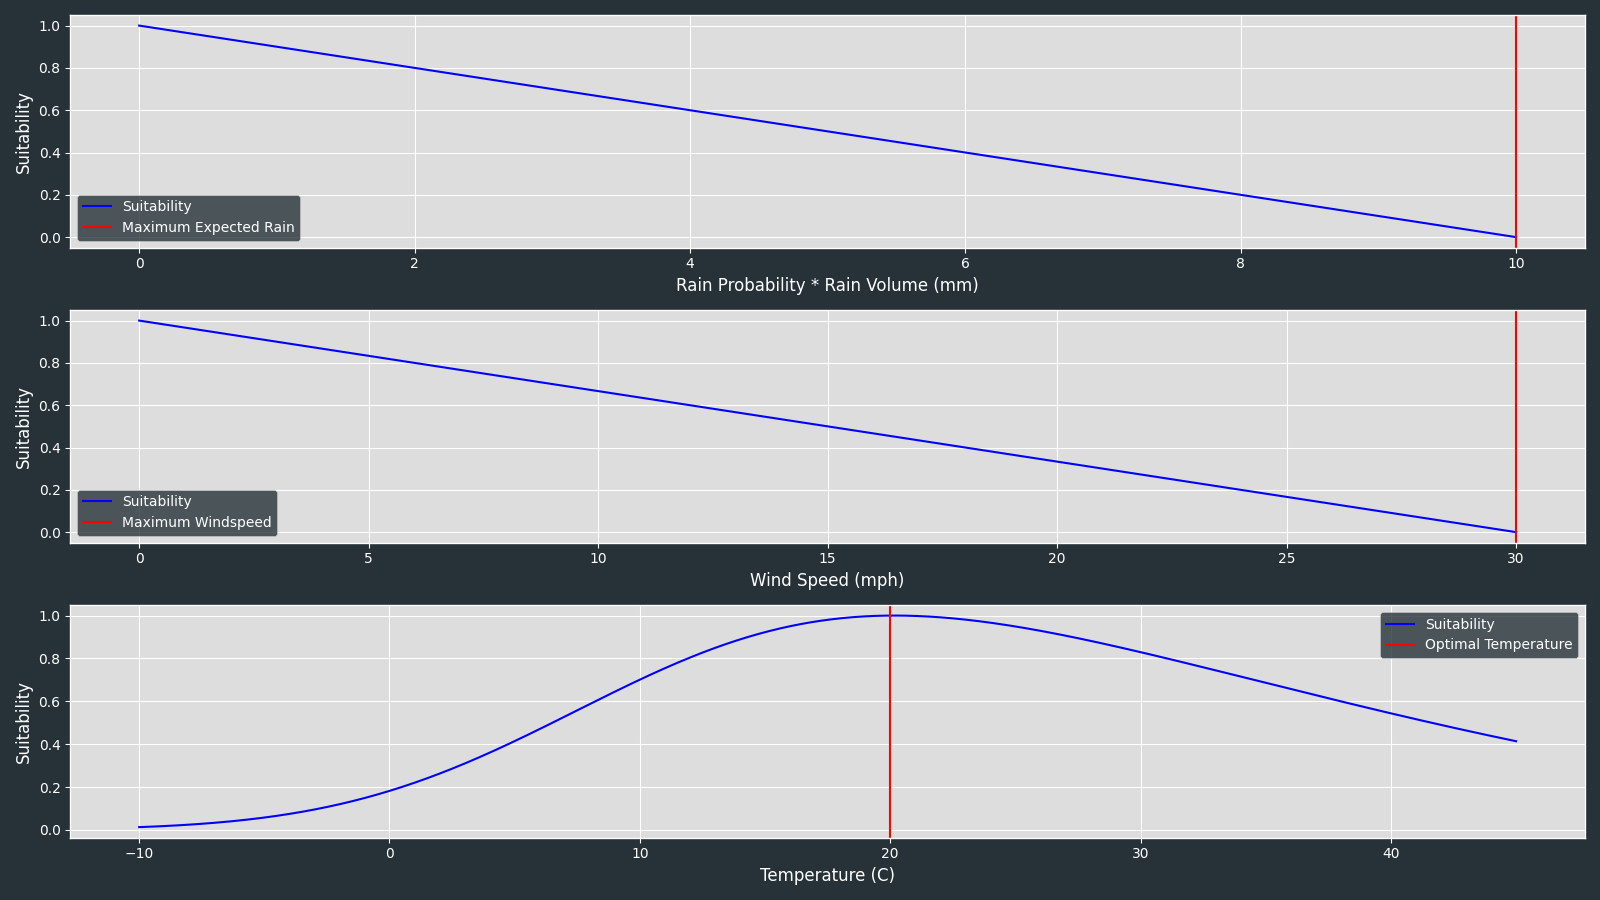 Suitability
1.0
0.8
0.6
0.4
0.2
0.0
Suitability
Maximum Expected Rain
0 2 4 6 8 10
Rain Probability * Rain Volume (mm)
Suitability
1.0
0.8
0.6
0.4
0.2
0.0
Suitability
Maximum Windspeed
0 5 10 15 20 25 30
Wind Speed (mph)
Suitability
1.0
0.8
0.6
0.4
0.2
0.0
Suitability
Optimal Temperature
−10 0 10 20 30 40
Temperature (C)